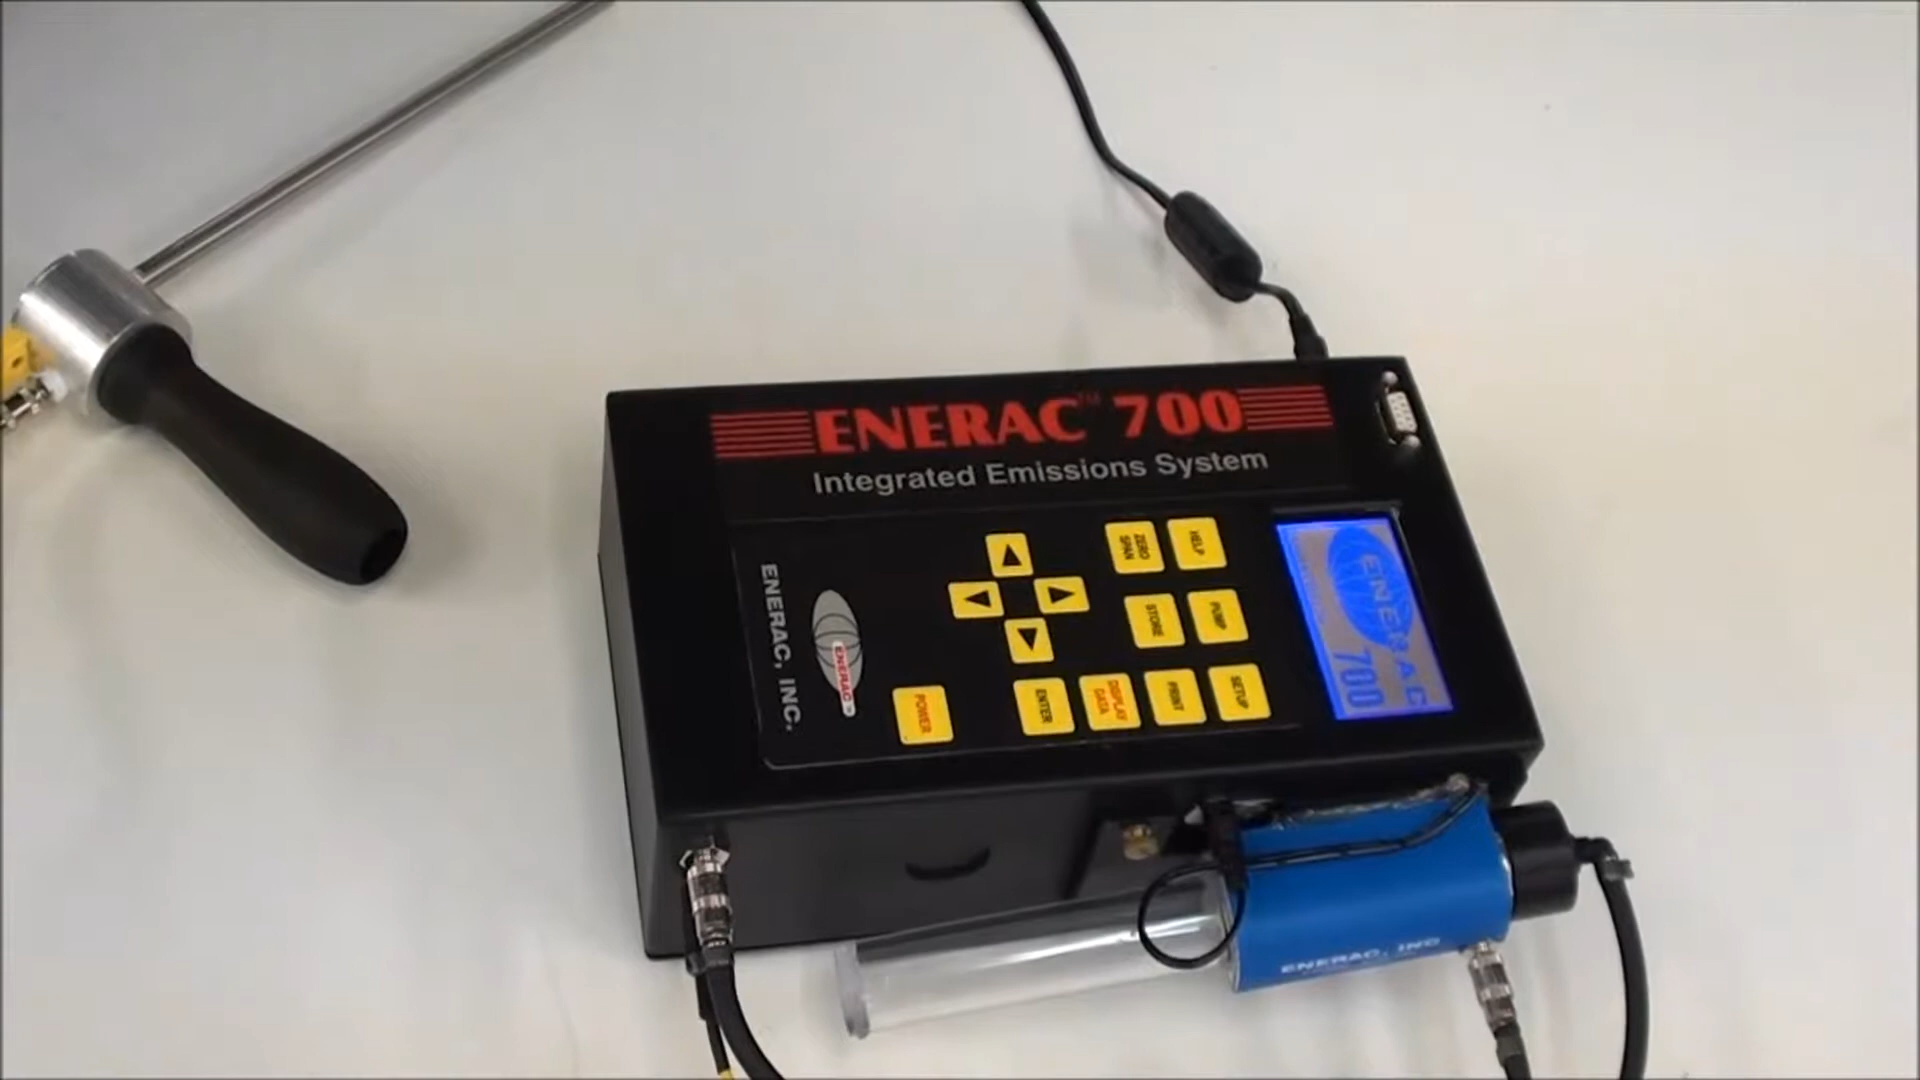 ENERAC™ 700
Integrated Emissions System
ENERAC, INC.
ENERAC™
POWER
ZERO
SPAN
HELP
STORE
PUMP
ENTER
DISPLAY
DATA
PRINT
SETUP
ENERAC
700
ENERAC, INC